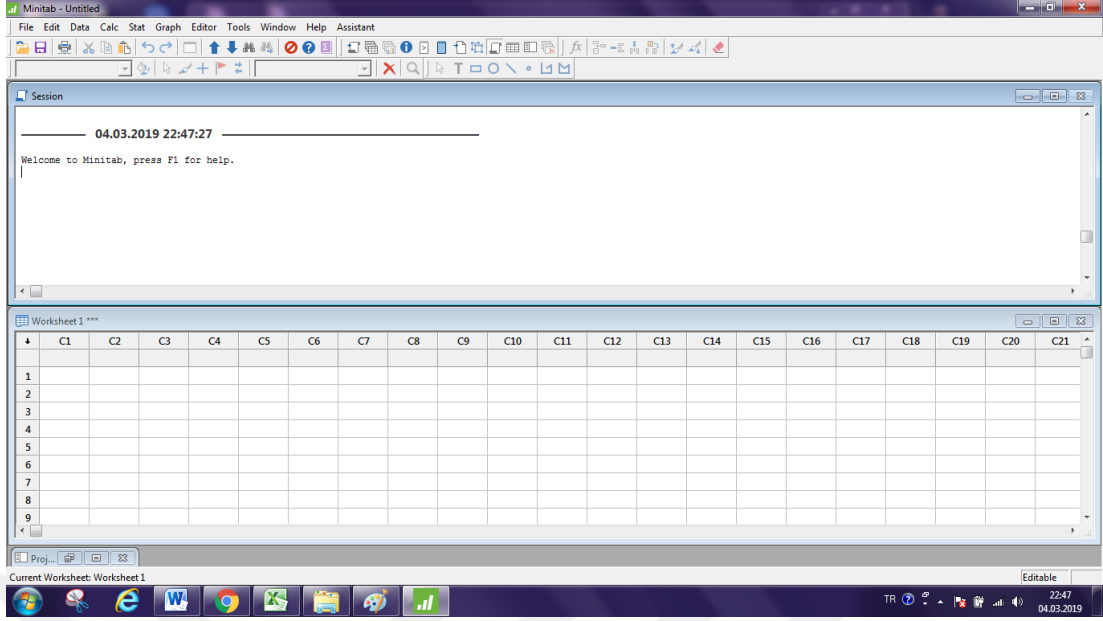 Minitab - Untitled
File Edit Data Calc Stat Graph Editor Tools Window Help Assistant
Session
04.03.2019 22:47:27
Welcome to Minitab, press F1 for help.
Worksheet 1 ***
C1 C2 C3 C4 C5 C6 C7 C8 C9 C10 C11 C12 C13 C14 C15 C16 C17 C18 C19 C20 C21
1
2
3
4
5
6
7
8
9
Proj...
Current Worksheet: Worksheet 1 Editable
TR 22:47
04.03.2019